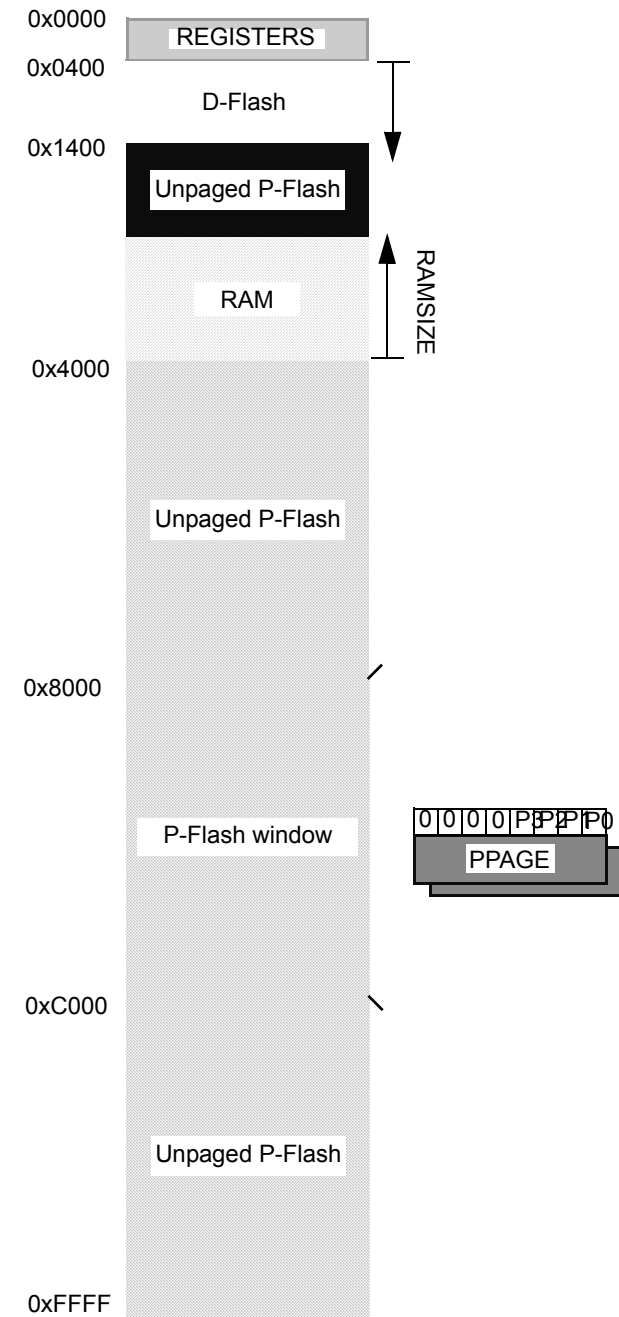 0x0000
REGISTERS
0x0400
D-Flash
0x1400
Unpaged P-Flash
RAMSIZE
RAM
0x4000
Unpaged P-Flash
0x8000
0 0 0 0 P3 P2 P1 P0
P-Flash window
PPAGE
0xC000
Unpaged P-Flash
0xFFFF